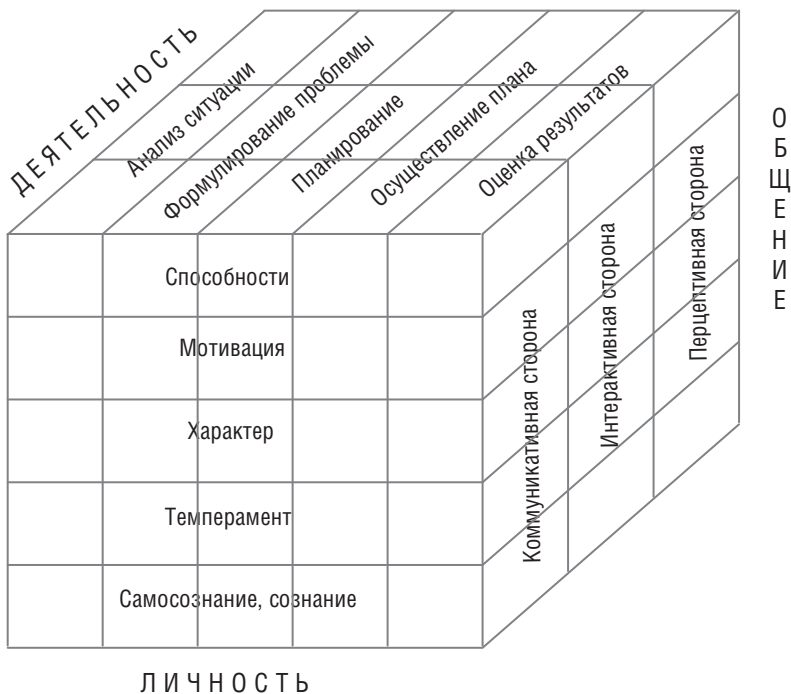 ДЕЯТЕЛЬНОСТЬ
Анализ ситуации
Формулирование проблемы
Планирование
Осуществление плана
Оценка результатов
ОБЩЕНИЕ
Способности
Мотивация
Характер
Темперамент
Самосознание, сознание
Коммуникативная сторона
Интерактивная сторона
Перцептивная сторона
ЛИЧНОСТЬ